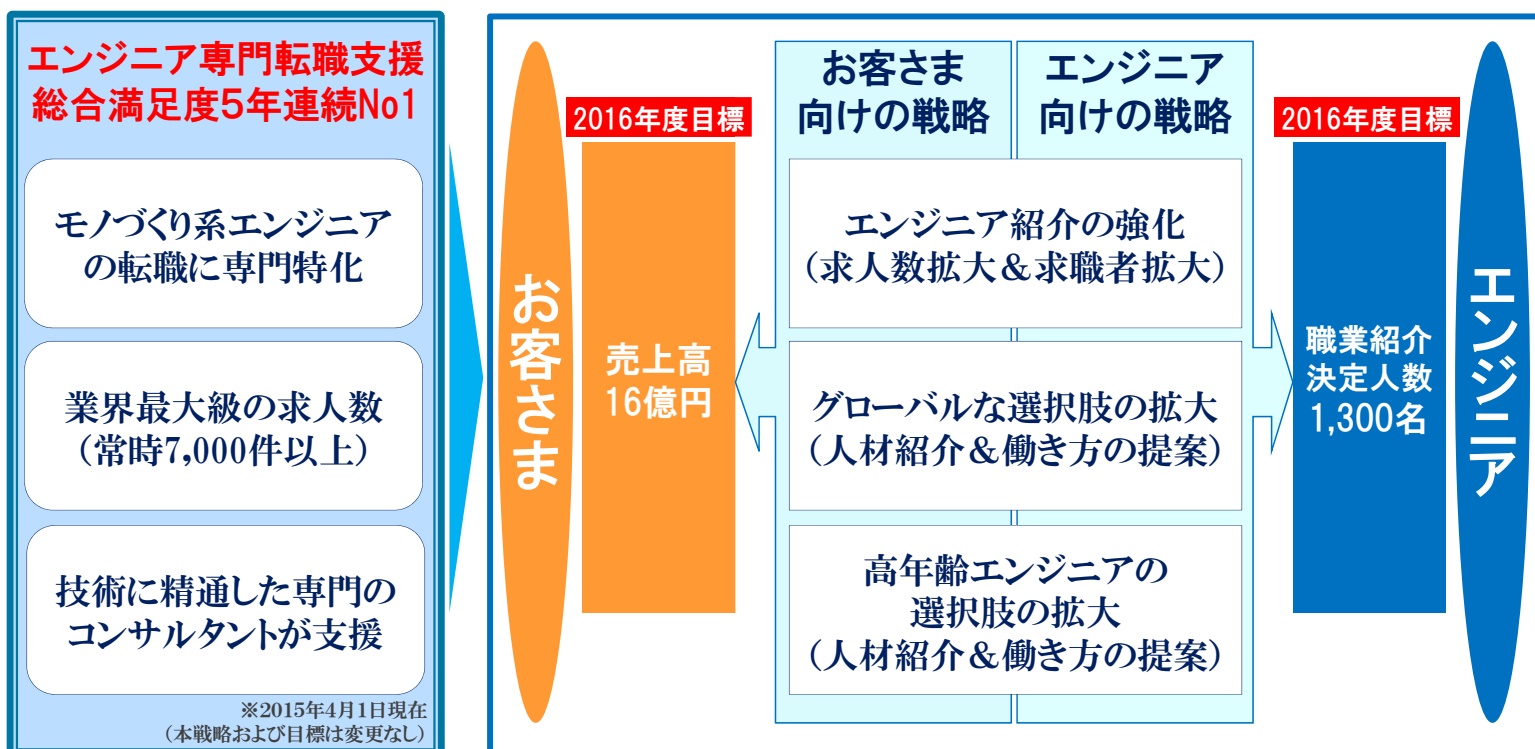 エンジニア専門転職支援
総合満足度5年連続No1
モノづくり系エンジニア
の転職に専門特化
業界最大級の求人数
（常時7,000件以上）
技術に精通した専門の
コンサルタントが支援
※2015年4月1日現在
（本戦略および目標は変更なし）
お客さま
2016年度目標
売上高
16億円
お客さま
向けの戦略
エンジニア
向けの戦略
エンジニア紹介の強化
（求人数拡大＆求職者拡大）
グローバルな選択肢の拡大
（人材紹介＆働き方の提案）
高年齢エンジニアの
選択肢の拡大
（人材紹介＆働き方の提案）
2016年度目標
職業紹介
決定人数
1,300名
エンジニア